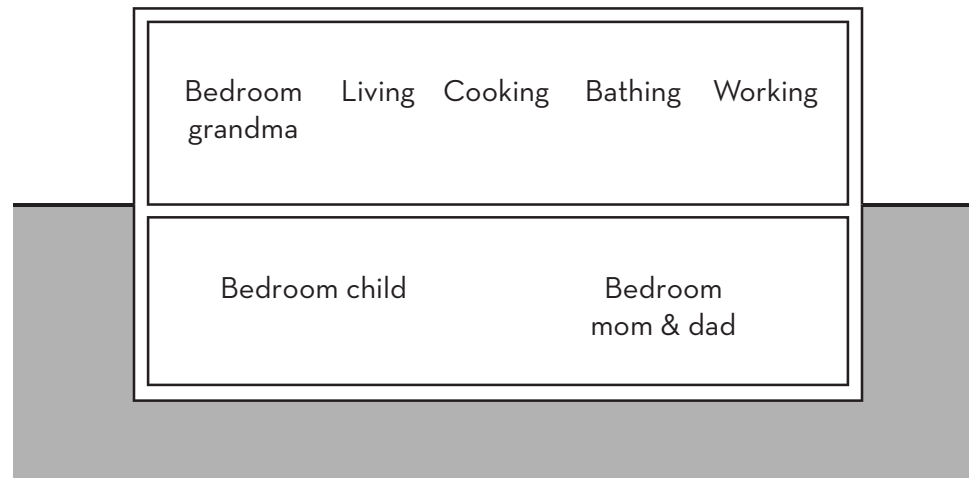 Bedroom grandma
Living
Cooking
Bathing
Working
Bedroom child
Bedroom mom & dad